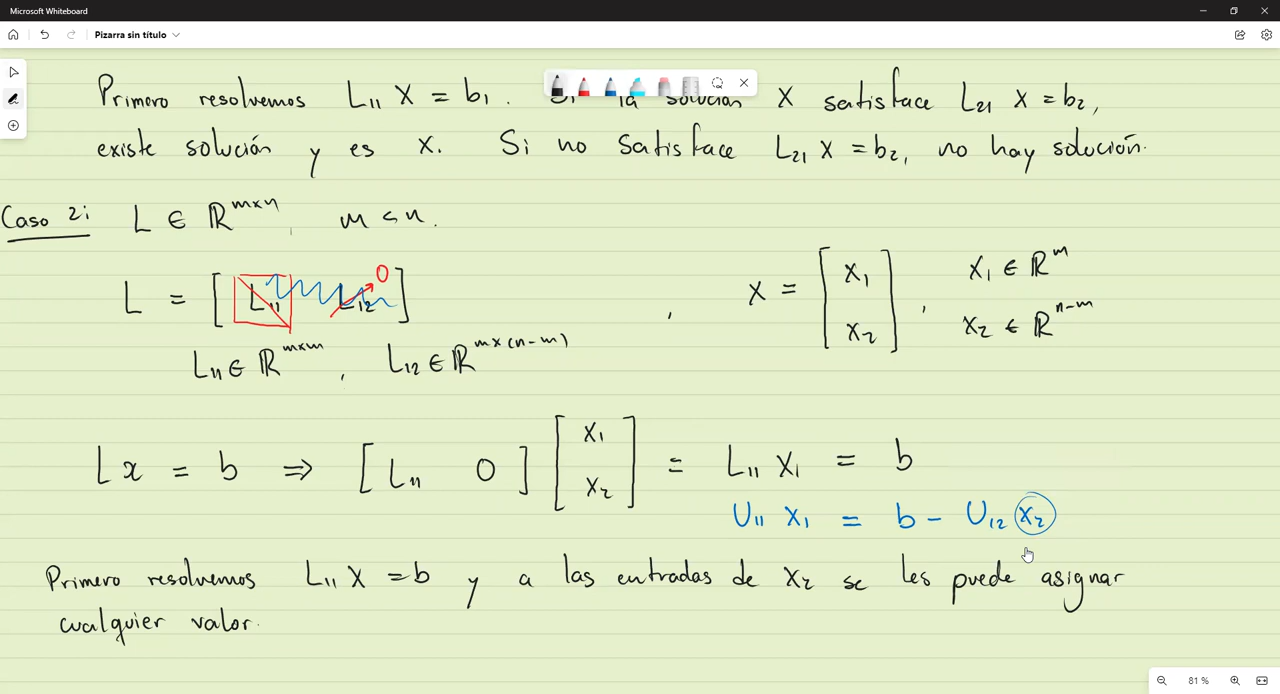 Microsoft Whiteboard
Pizarra sin título
Primero resolvemos L₁₁ X = b₁. Si la solución X satisface L₂₁ X = b₂,
existe solución y es x. Si no satisface L₂₁ X = b₂, no hay solución.
Caso 2: L ∈ ℝ^{m×n}, m < n.
L = [ L₁₁ L₁₂ ] 0 , X = [ X₁ X₂ ] , X₁ ∈ ℝ^m
X₂ ∈ ℝ^{n-m}
L₁₁ ∈ ℝ^{m×m} , L₁₂ ∈ ℝ^{m×(n-m)}
Lx = b ⇒ [ L₁₁ 0 ] [ X₁ X₂ ] = L₁₁ X₁ = b
U₁₁ X₁ = b - U₁₂ X₂
Primero resolvemos L₁₁ X = b y a las entradas de X₂ se les puede asignar
cualquier valor.
81 %